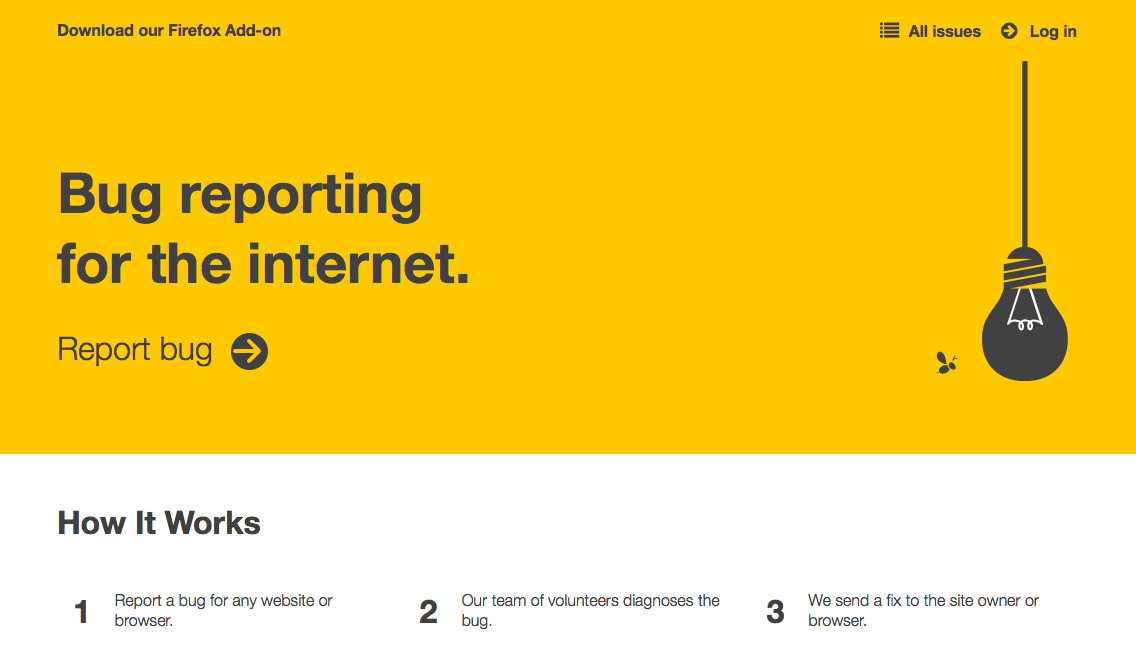 Download our Firefox Add-on
All issues
Log in
Bug reporting
for the internet.
Report bug
How It Works
1
Report a bug for any website or
browser.
2
Our team of volunteers diagnoses the
bug.
3
We send a fix to the site owner or
browser.